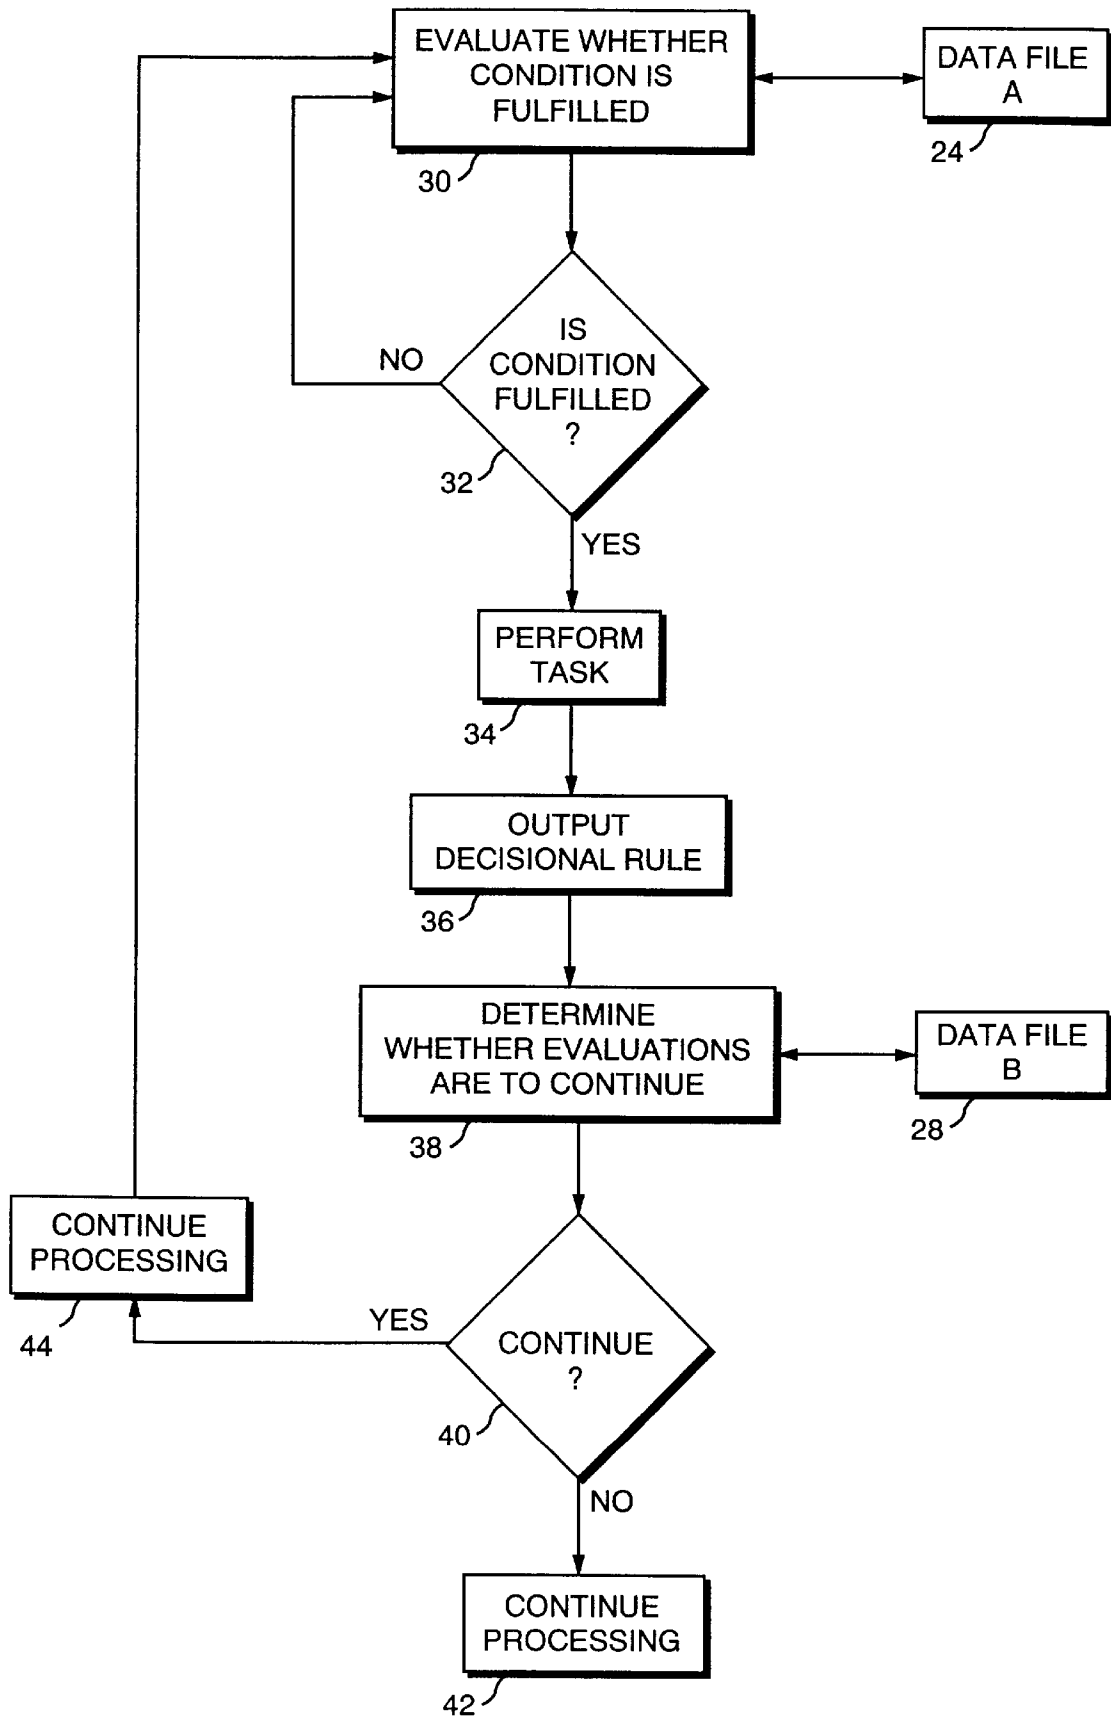 EVALUATE WHETHER
CONDITION IS
FULFILLED
30
DATA FILE
A
24
IS
CONDITION
FULFILLED
?
NO
32
YES
PERFORM
TASK
34
OUTPUT
DECISIONAL RULE
36
DETERMINE
WHETHER EVALUATIONS
ARE TO CONTINUE
38
DATA FILE
B
28
CONTINUE
PROCESSING
44
YES
CONTINUE
?
40
NO
CONTINUE
PROCESSING
42